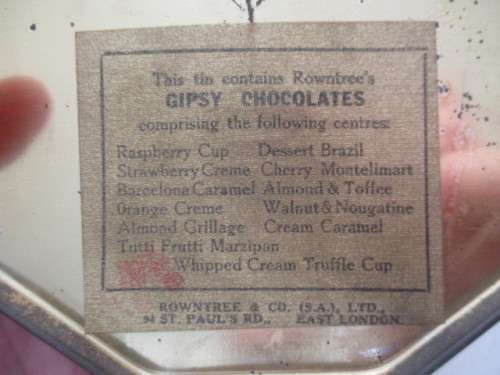 This tin contains Rowntree's
GIPSY CHOCOLATES
comprising the following centres:
Raspberry Cup Dessert Brazil
Strawberry Creme Cherry Montelimart
Barcelona Caramel Almond & Toffee
Orange Creme Walnut & Nougatine
Almond Grillage Cream Caramel
Tutti Frutti Marzipan
Whipped Cream Truffle Cup
ROWNTREE & CO. (S.A.), LTD.,
94 ST. PAUL'S RD., EAST LONDON.